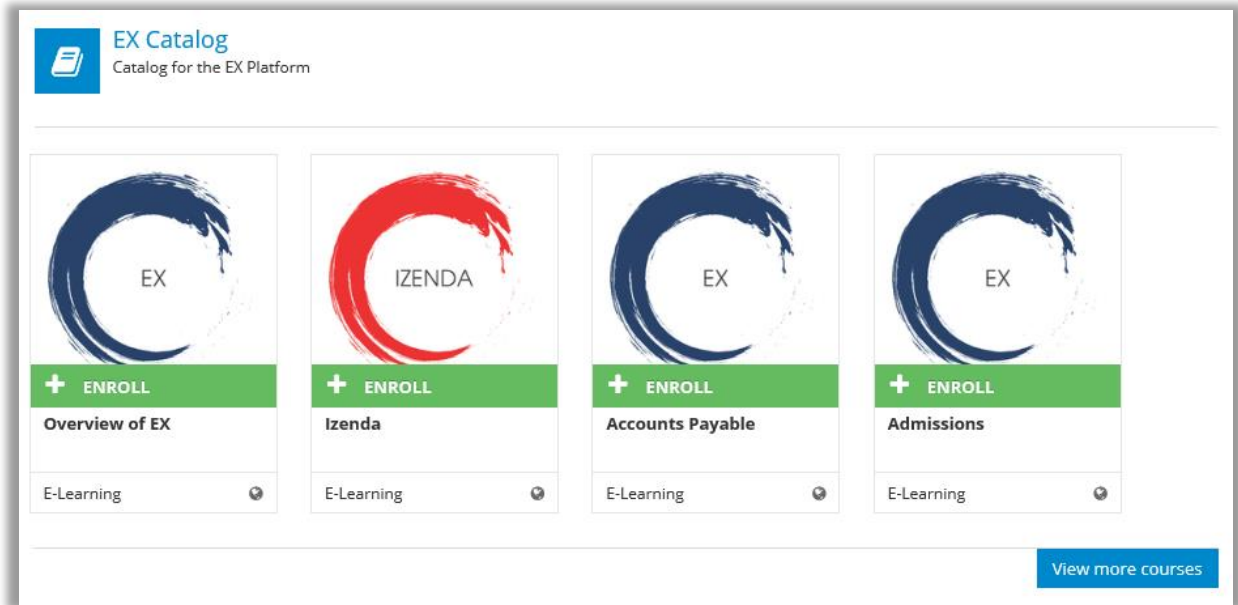 EX Catalog
Catalog for the EX Platform
EX
IZENDA
EX
EX
ENROLL
ENROLL
ENROLL
ENROLL
Overview of EX
Izenda
Accounts Payable
Admissions
E-Learning
E-Learning
E-Learning
E-Learning
View more courses